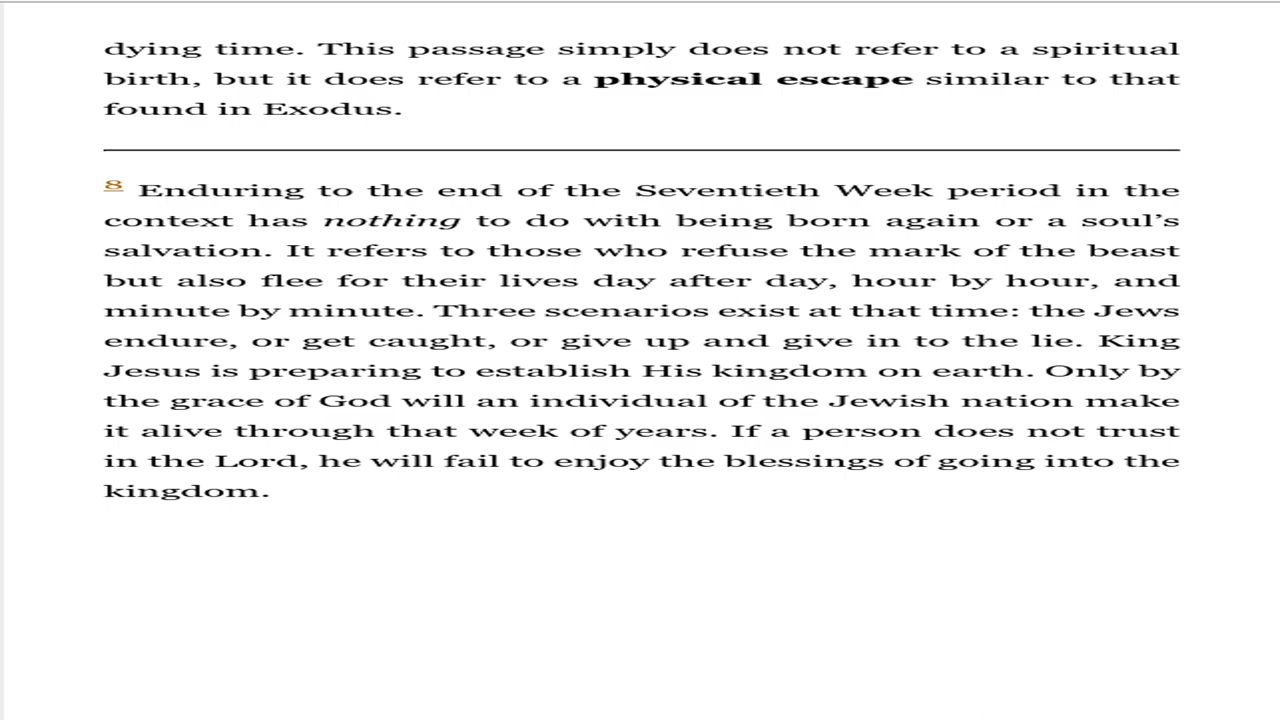 dying time. This passage simply does not refer to a spiritual
birth, but it does refer to a physical escape similar to that
found in Exodus.
8 Enduring to the end of the Seventieth Week period in the
context has nothing to do with being born again or a soul’s
salvation. It refers to those who refuse the mark of the beast
but also flee for their lives day after day, hour by hour, and
minute by minute. Three scenarios exist at that time: the Jews
endure, or get caught, or give up and give in to the lie. King
Jesus is preparing to establish His kingdom on earth. Only by
the grace of God will an individual of the Jewish nation make
it alive through that week of years. If a person does not trust
in the Lord, he will fail to enjoy the blessings of going into the
kingdom.